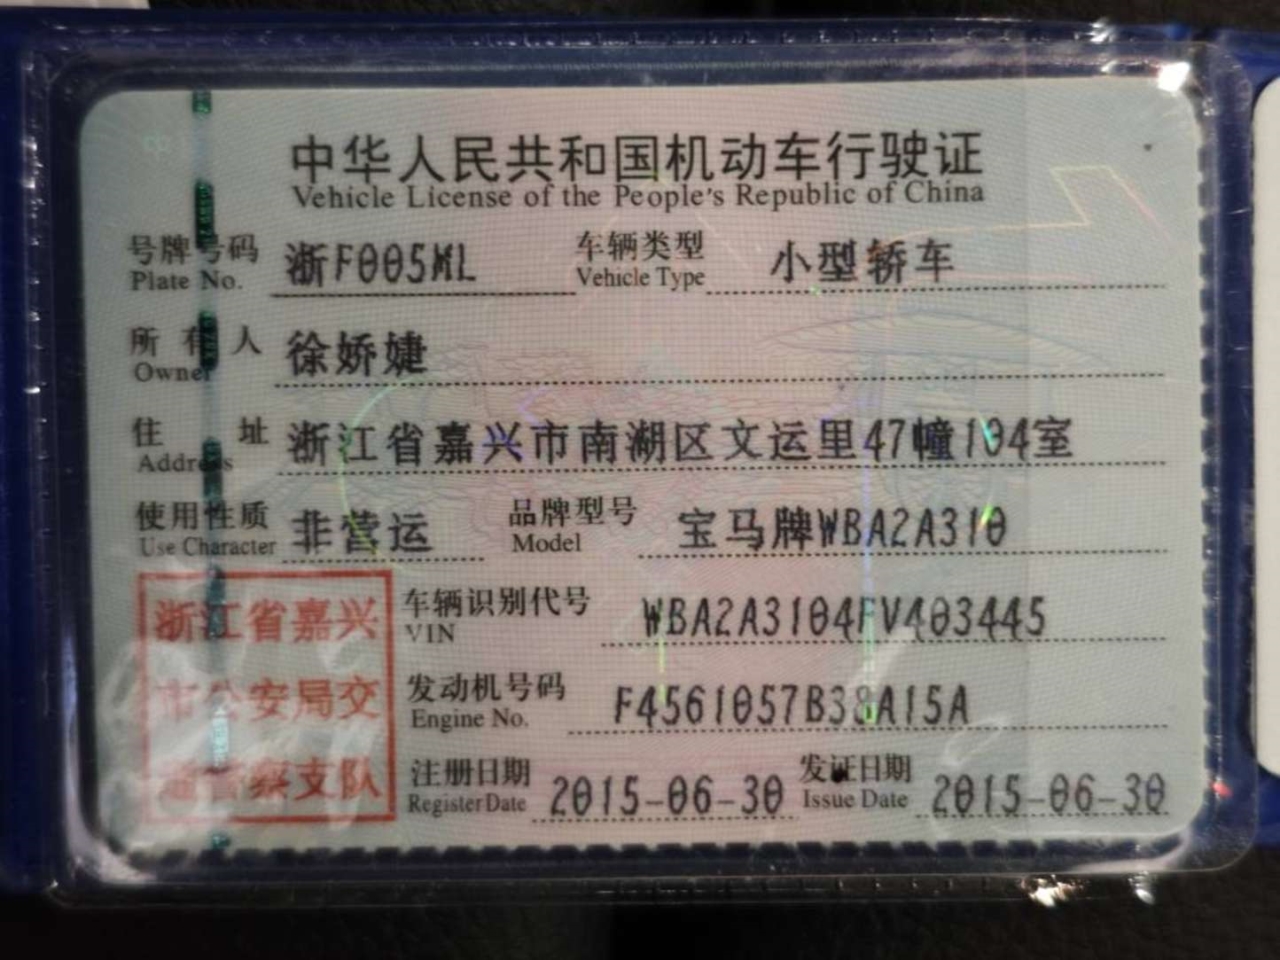 中华人民共和国机动车行驶证
Vehicle License of the People's Republic of China
号牌号码 浙F005ML 车辆类型 小型轿车
Plate No. Vehicle Type
所有人 徐娇婕
Owner
住址 浙江省嘉兴市南湖区文运里47幢104室
Address
使用性质 非营运 品牌型号 宝马牌WBA2A310
Use Character Model
浙江省嘉兴
市公安局交
通警察支队
车辆识别代号 WBA2A3104FV403445
VIN
发动机号码 F4561057B38A15A
Engine No.
注册日期 2015-06-30 发证日期 2015-06-30
Register Date Issue Date